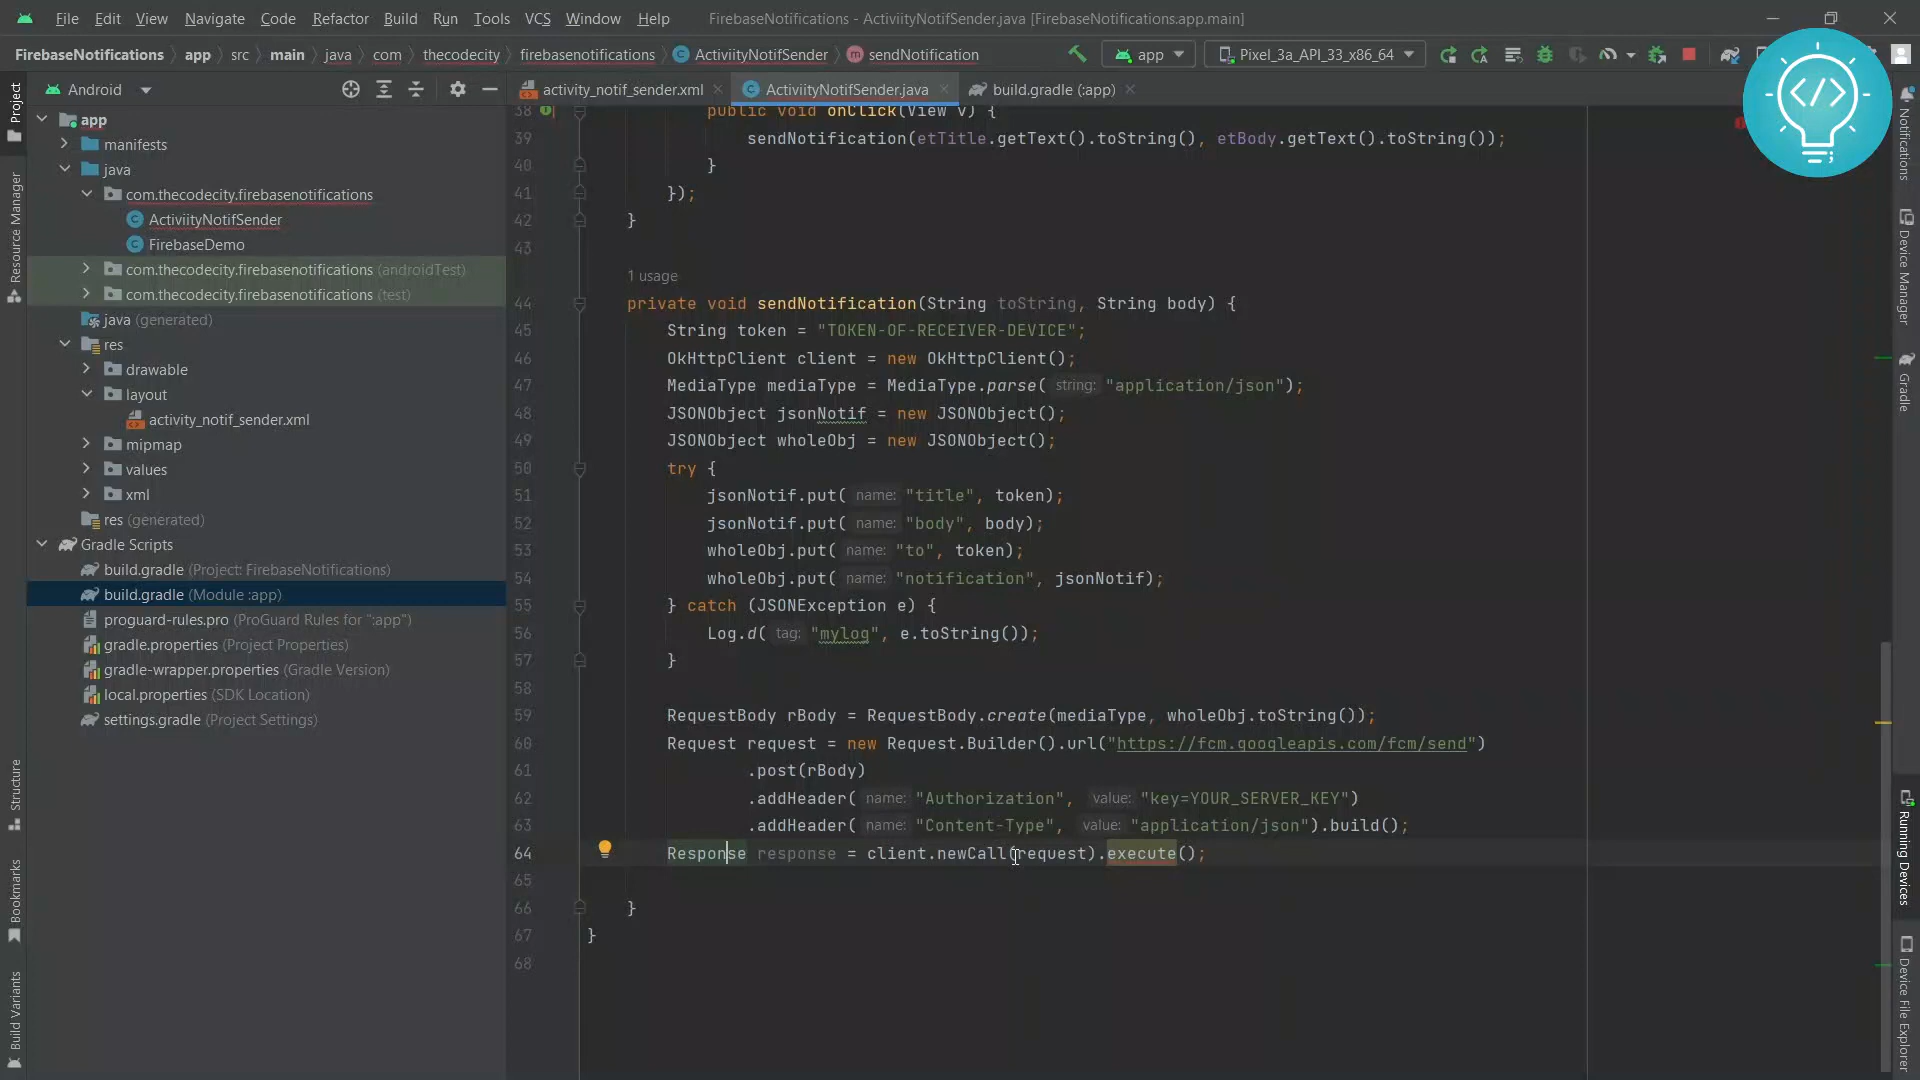 File Edit View Navigate Code Refactor Build Run Tools VCS Window Help FirebaseNotifications - ActiviityNotifSender.java [FirebaseNotifications.app.main]
FirebaseNotifications app src main java com thecodecity firebasenotifications ActiviityNotifSender sendNotification app Pixel_3a_API_33_x86_64
Project
Resource Manager
Structure
Bookmarks
Build Variants
Android
app
manifests
java
com.thecodecity.firebasenotifications
ActiviityNotifSender
FirebaseDemo
com.thecodecity.firebasenotifications (androidTest)
com.thecodecity.firebasenotifications (test)
java (generated)
res
drawable
layout
activity_notif_sender.xml
mipmap
values
xml
res (generated)
Gradle Scripts
build.gradle (Project: FirebaseNotifications)
build.gradle (Module :app)
proguard-rules.pro (ProGuard Rules for ":app")
gradle.properties (Project Properties)
gradle-wrapper.properties (Gradle Version)
local.properties (SDK Location)
settings.gradle (Project Settings)
activity_notif_sender.xml ActiviityNotifSender.java build.gradle (:app)
38 public void onClick(View v) {
39 sendNotification(etTitle.getText().toString(), etBody.getText().toString());
40 }
41 });
42 }
43
1 usage
44 private void sendNotification(String toString, String body) {
45 String token = "TOKEN-OF-RECEIVER-DEVICE";
46 OkHttpClient client = new OkHttpClient();
47 MediaType mediaType = MediaType.parse( string: "application/json");
48 JSONObject jsonNotif = new JSONObject();
49 JSONObject wholeObj = new JSONObject();
50 try {
51 jsonNotif.put( name: "title", token);
52 jsonNotif.put( name: "body", body);
53 wholeObj.put( name: "to", token);
54 wholeObj.put( name: "notification", jsonNotif);
55 } catch (JSONException e) {
56 Log.d( tag: "mylog", e.toString());
57 }
58
59 RequestBody rBody = RequestBody.create(mediaType, wholeObj.toString());
60 Request request = new Request.Builder().url("https://fcm.googleapis.com/fcm/send")
61 .post(rBody)
62 .addHeader( name: "Authorization", value: "key=YOUR_SERVER_KEY")
63 .addHeader( name: "Content-Type", value: "application/json").build();
64 Response response = client.newCall(request).execute();
65
66 }
67 }
68
</>
Notifications
Device Manager
Gradle
Running Devices
Device File Explorer